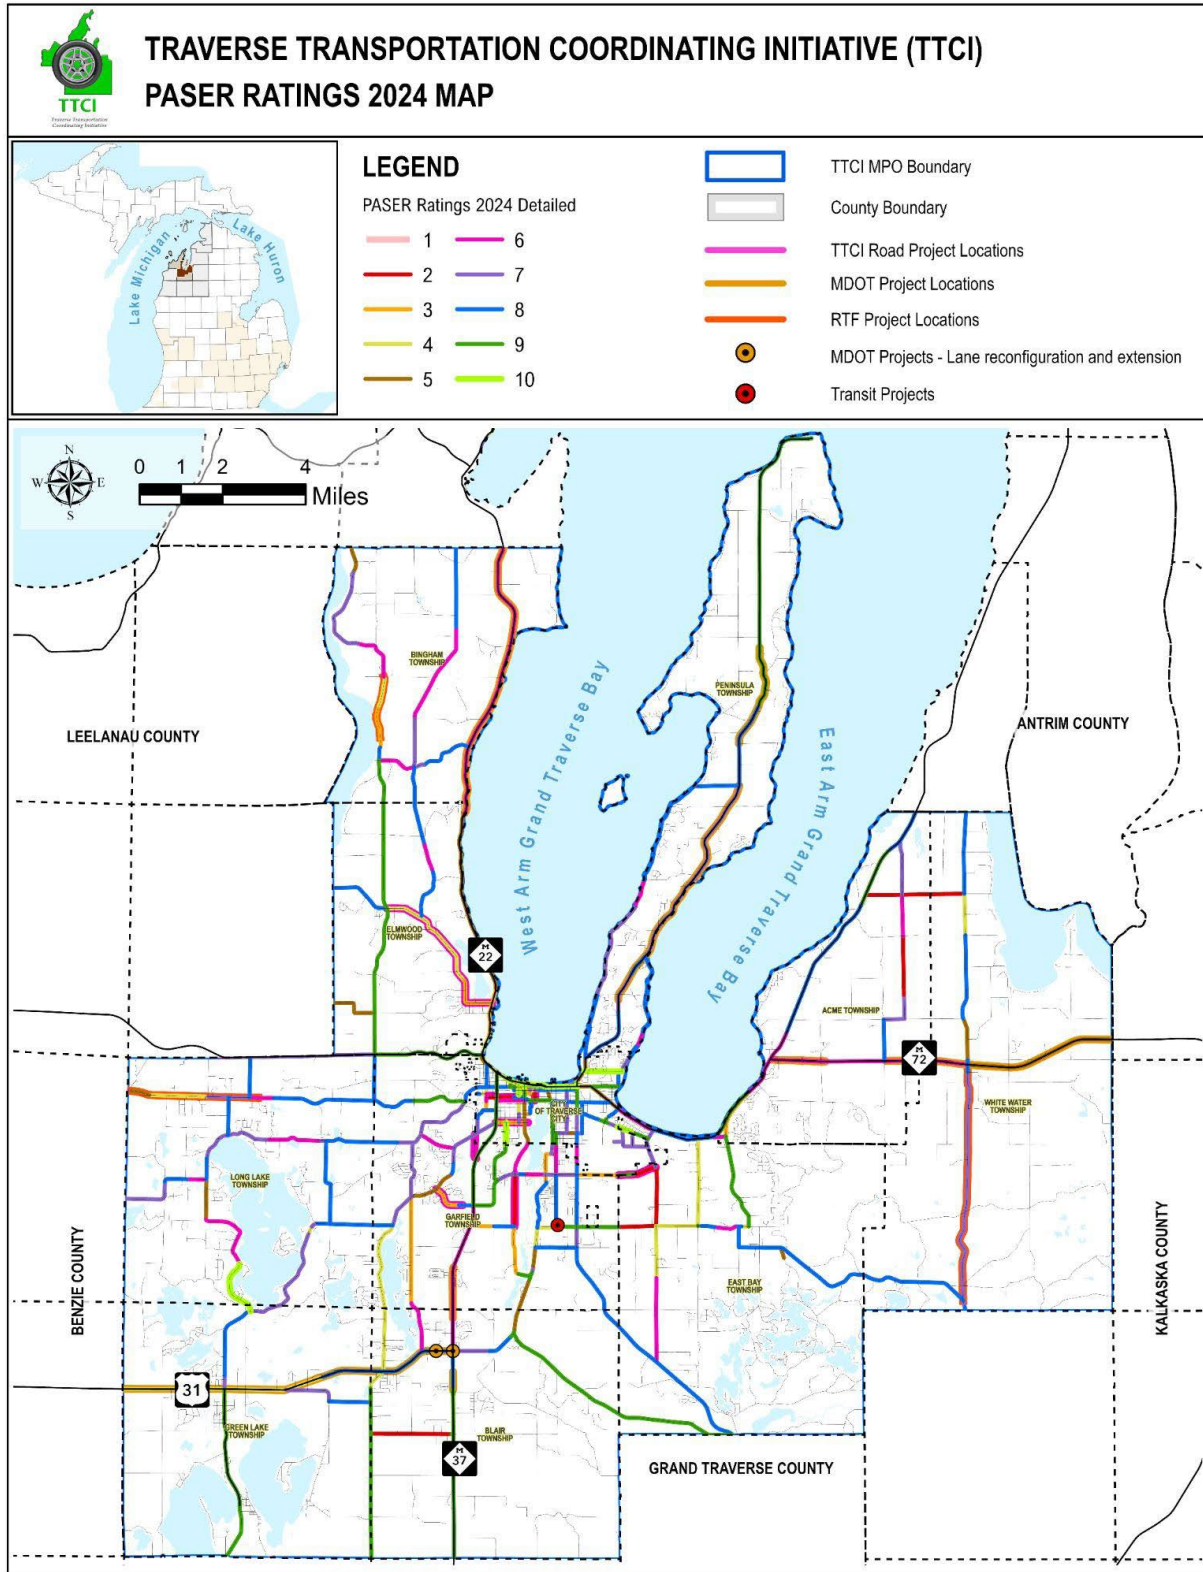 TRAVERSE TRANSPORTATION COORDINATING INITIATIVE (TTCI)
PASER RATINGS 2024 MAP
TTCI
Traverse Transportation
Coordinating Initiative
Lake Michigan
Lake Huron
LEGEND
PASER Ratings 2024 Detailed
1
2
3
4
5
6
7
8
9
10
TTCI MPO Boundary
County Boundary
TTCI Road Project Locations
MDOT Project Locations
RTF Project Locations
MDOT Projects - Lane reconfiguration and extension
Transit Projects
N
W
E
S
0 1 2 4
Miles
BINGHAM
TOWNSHIP
PENINSULA
TOWNSHIP
LEELANAU COUNTY
ANTRIM COUNTY
West Arm Grand Traverse Bay
East Arm Grand Traverse Bay
ELMWOOD
TOWNSHIP
M
22
ACME TOWNSHIP
M
72
WHITE WATER
TOWNSHIP
CITY
OF TRAVERSE
CITY
LONG LAKE
TOWNSHIP
GARFIELD
TOWNSHIP
EAST BAY
TOWNSHIP
BENZIE COUNTY
KALKASKA COUNTY
31
GREEN LAKE
TOWNSHIP
BLAIR
TOWNSHIP
M
37
GRAND TRAVERSE COUNTY